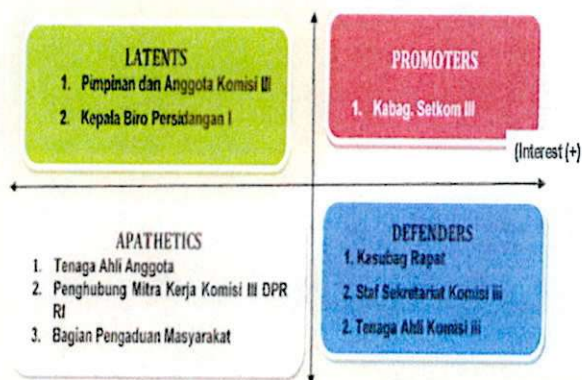 LATENTS
1. Pimpinan dan Anggota Komisi III
2. Kepala Biro Persidangan I
PROMOTERS
1. Kabag. Setkom III
(Interest (+)
APATHETICS
1. Tenaga Ahli Anggota
2. Penghubung Mitra Kerja Komisi III DPR
RI
3. Bagian Pengaduan Masyarakat
DEFENDERS
1. Kasubag Rapat
2. Staf Sekretariat Komisi iii
2. Tenaga Ahli Komisi iii